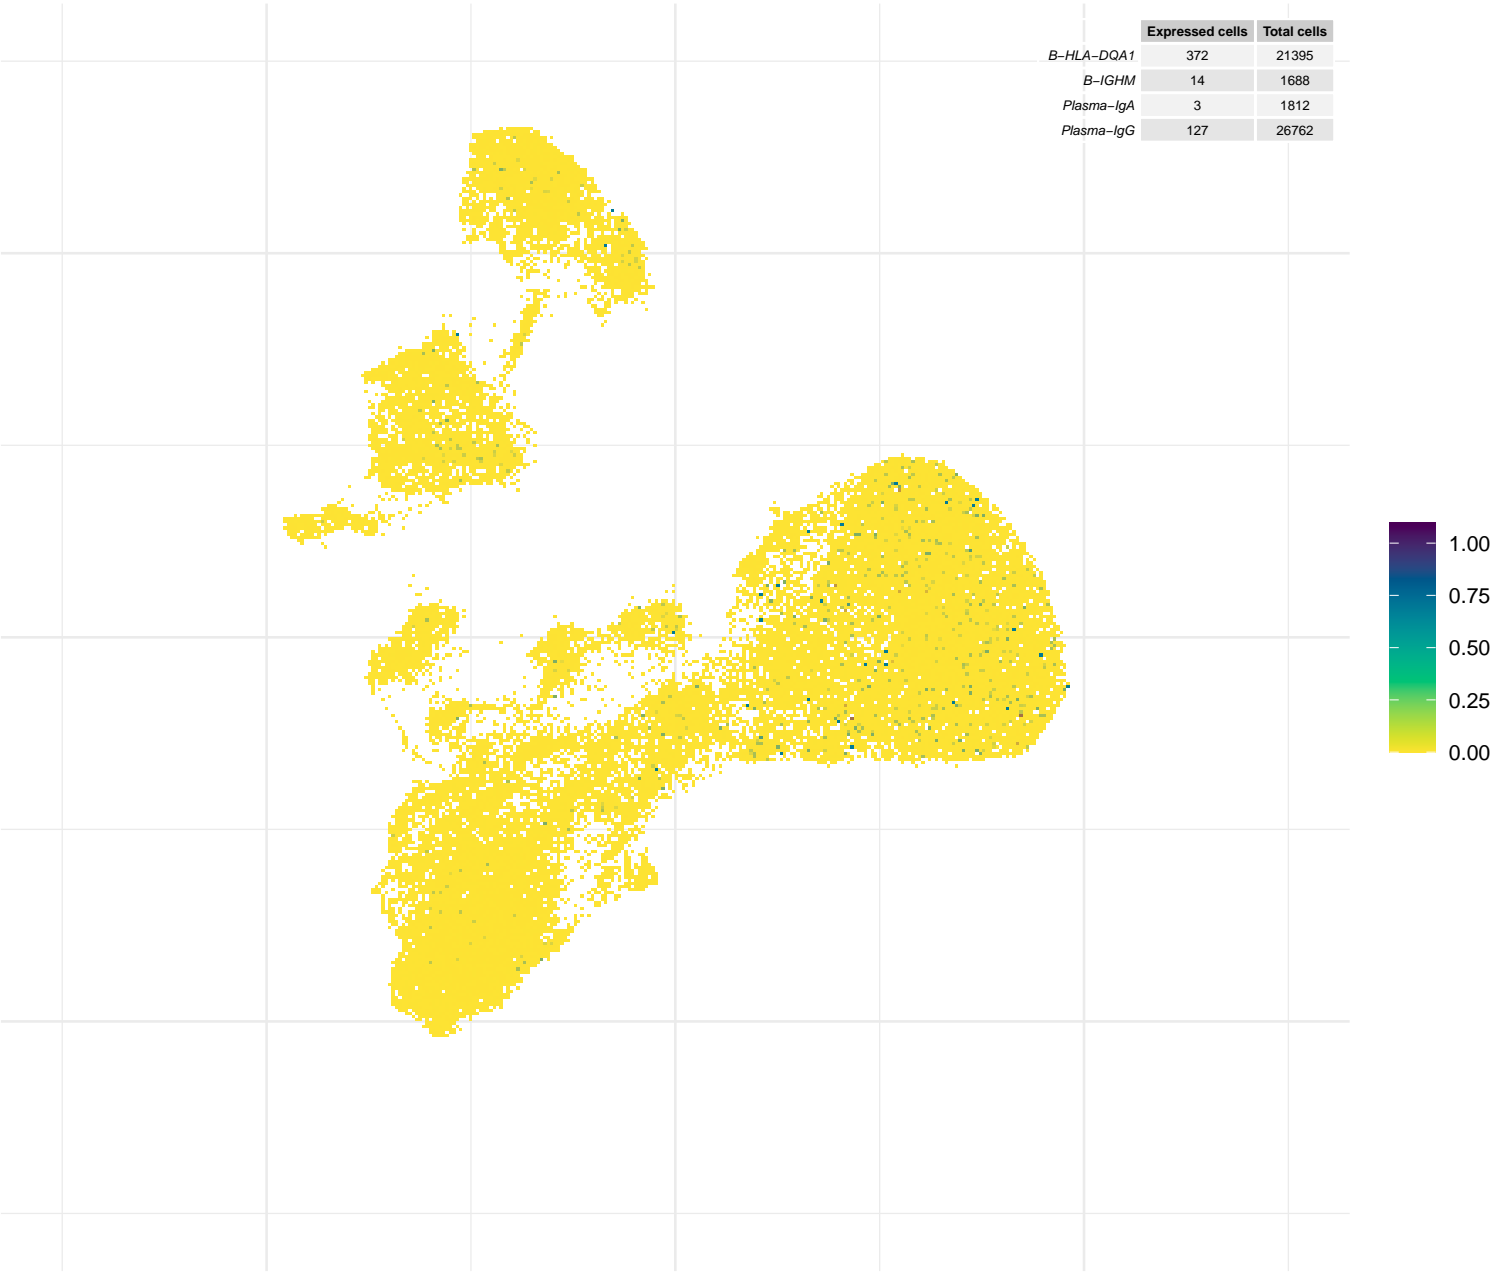 Expressed cells Total cells
B−HLA−DQA1 372 21395
B−IGHM 14 1688
Plasma−IgA 3 1812
Plasma−IgG 127 26762
1.00
0.75
0.50
0.25
0.00